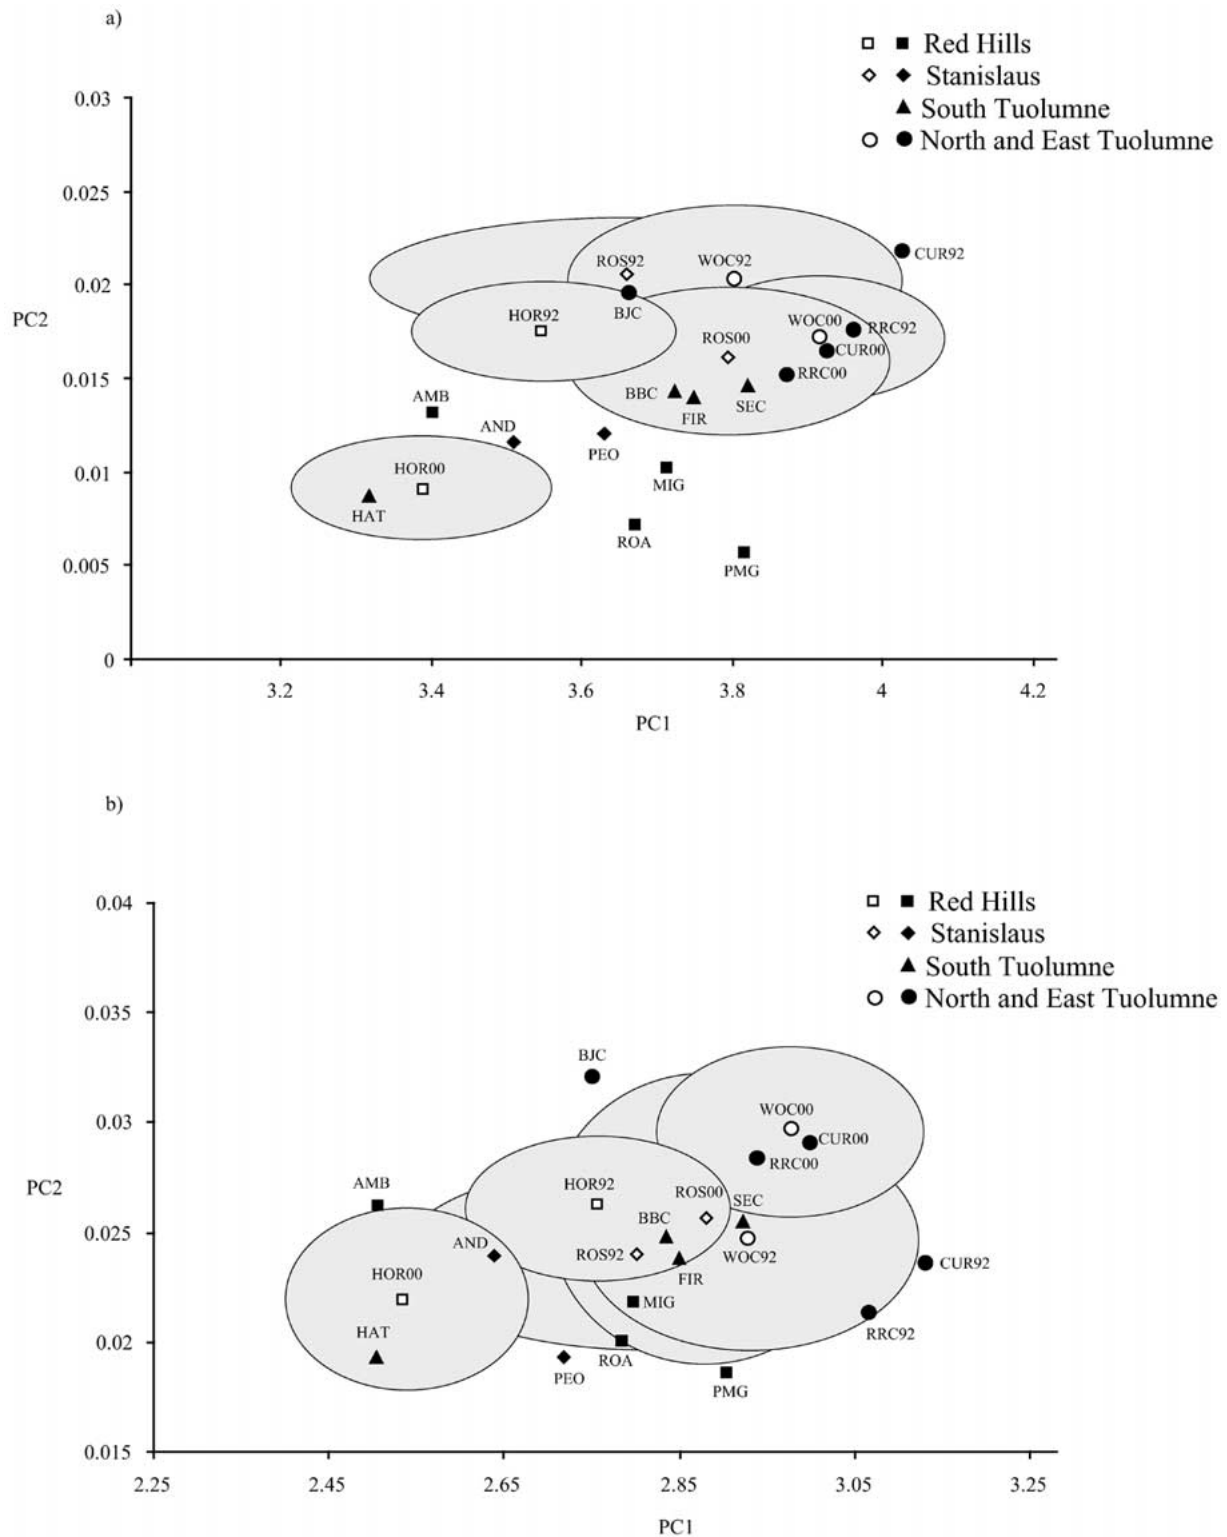 a)
Red Hills
Stanislaus
South Tuolumne
North and East Tuolumne
0.03
0.025
0.02
0.015
0.01
0.005
0
PC2
ROS92
WOC92
CUR92
BJC
HOR92
WOC00
RRC92
ROS00
CUR00
RRC00
BBC
FIR
SEC
AMB
AND
PEO
HOR00
MIG
HAT
ROA
PMG
3.2 3.4 3.6 3.8 4 4.2
PC1
b)
Red Hills
Stanislaus
South Tuolumne
North and East Tuolumne
0.04
0.035
0.03
0.025
0.02
0.015
PC2
BJC
WOC00
CUR00
RRC00
AMB
HOR92
ROS00
SEC
BBC
AND
ROS92
WOC92
CUR92
FIR
HOR00
MIG
HAT
RRC92
ROA
PEO
PMG
2.25 2.45 2.65 2.85 3.05 3.25
PC1